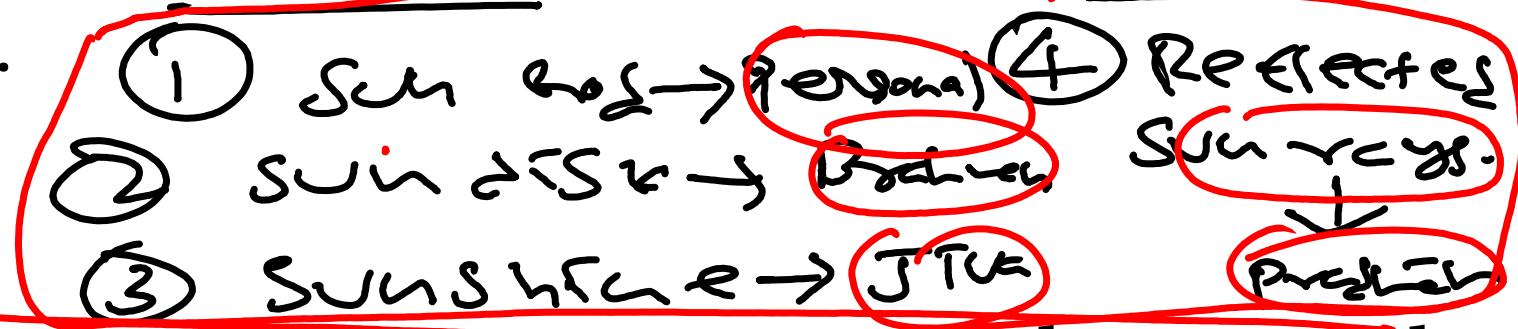 ① Sun God → Personal
② Sun disk → Brahman
③ Sunshine → Jiva
④ Reflected
Sun rays.
↓